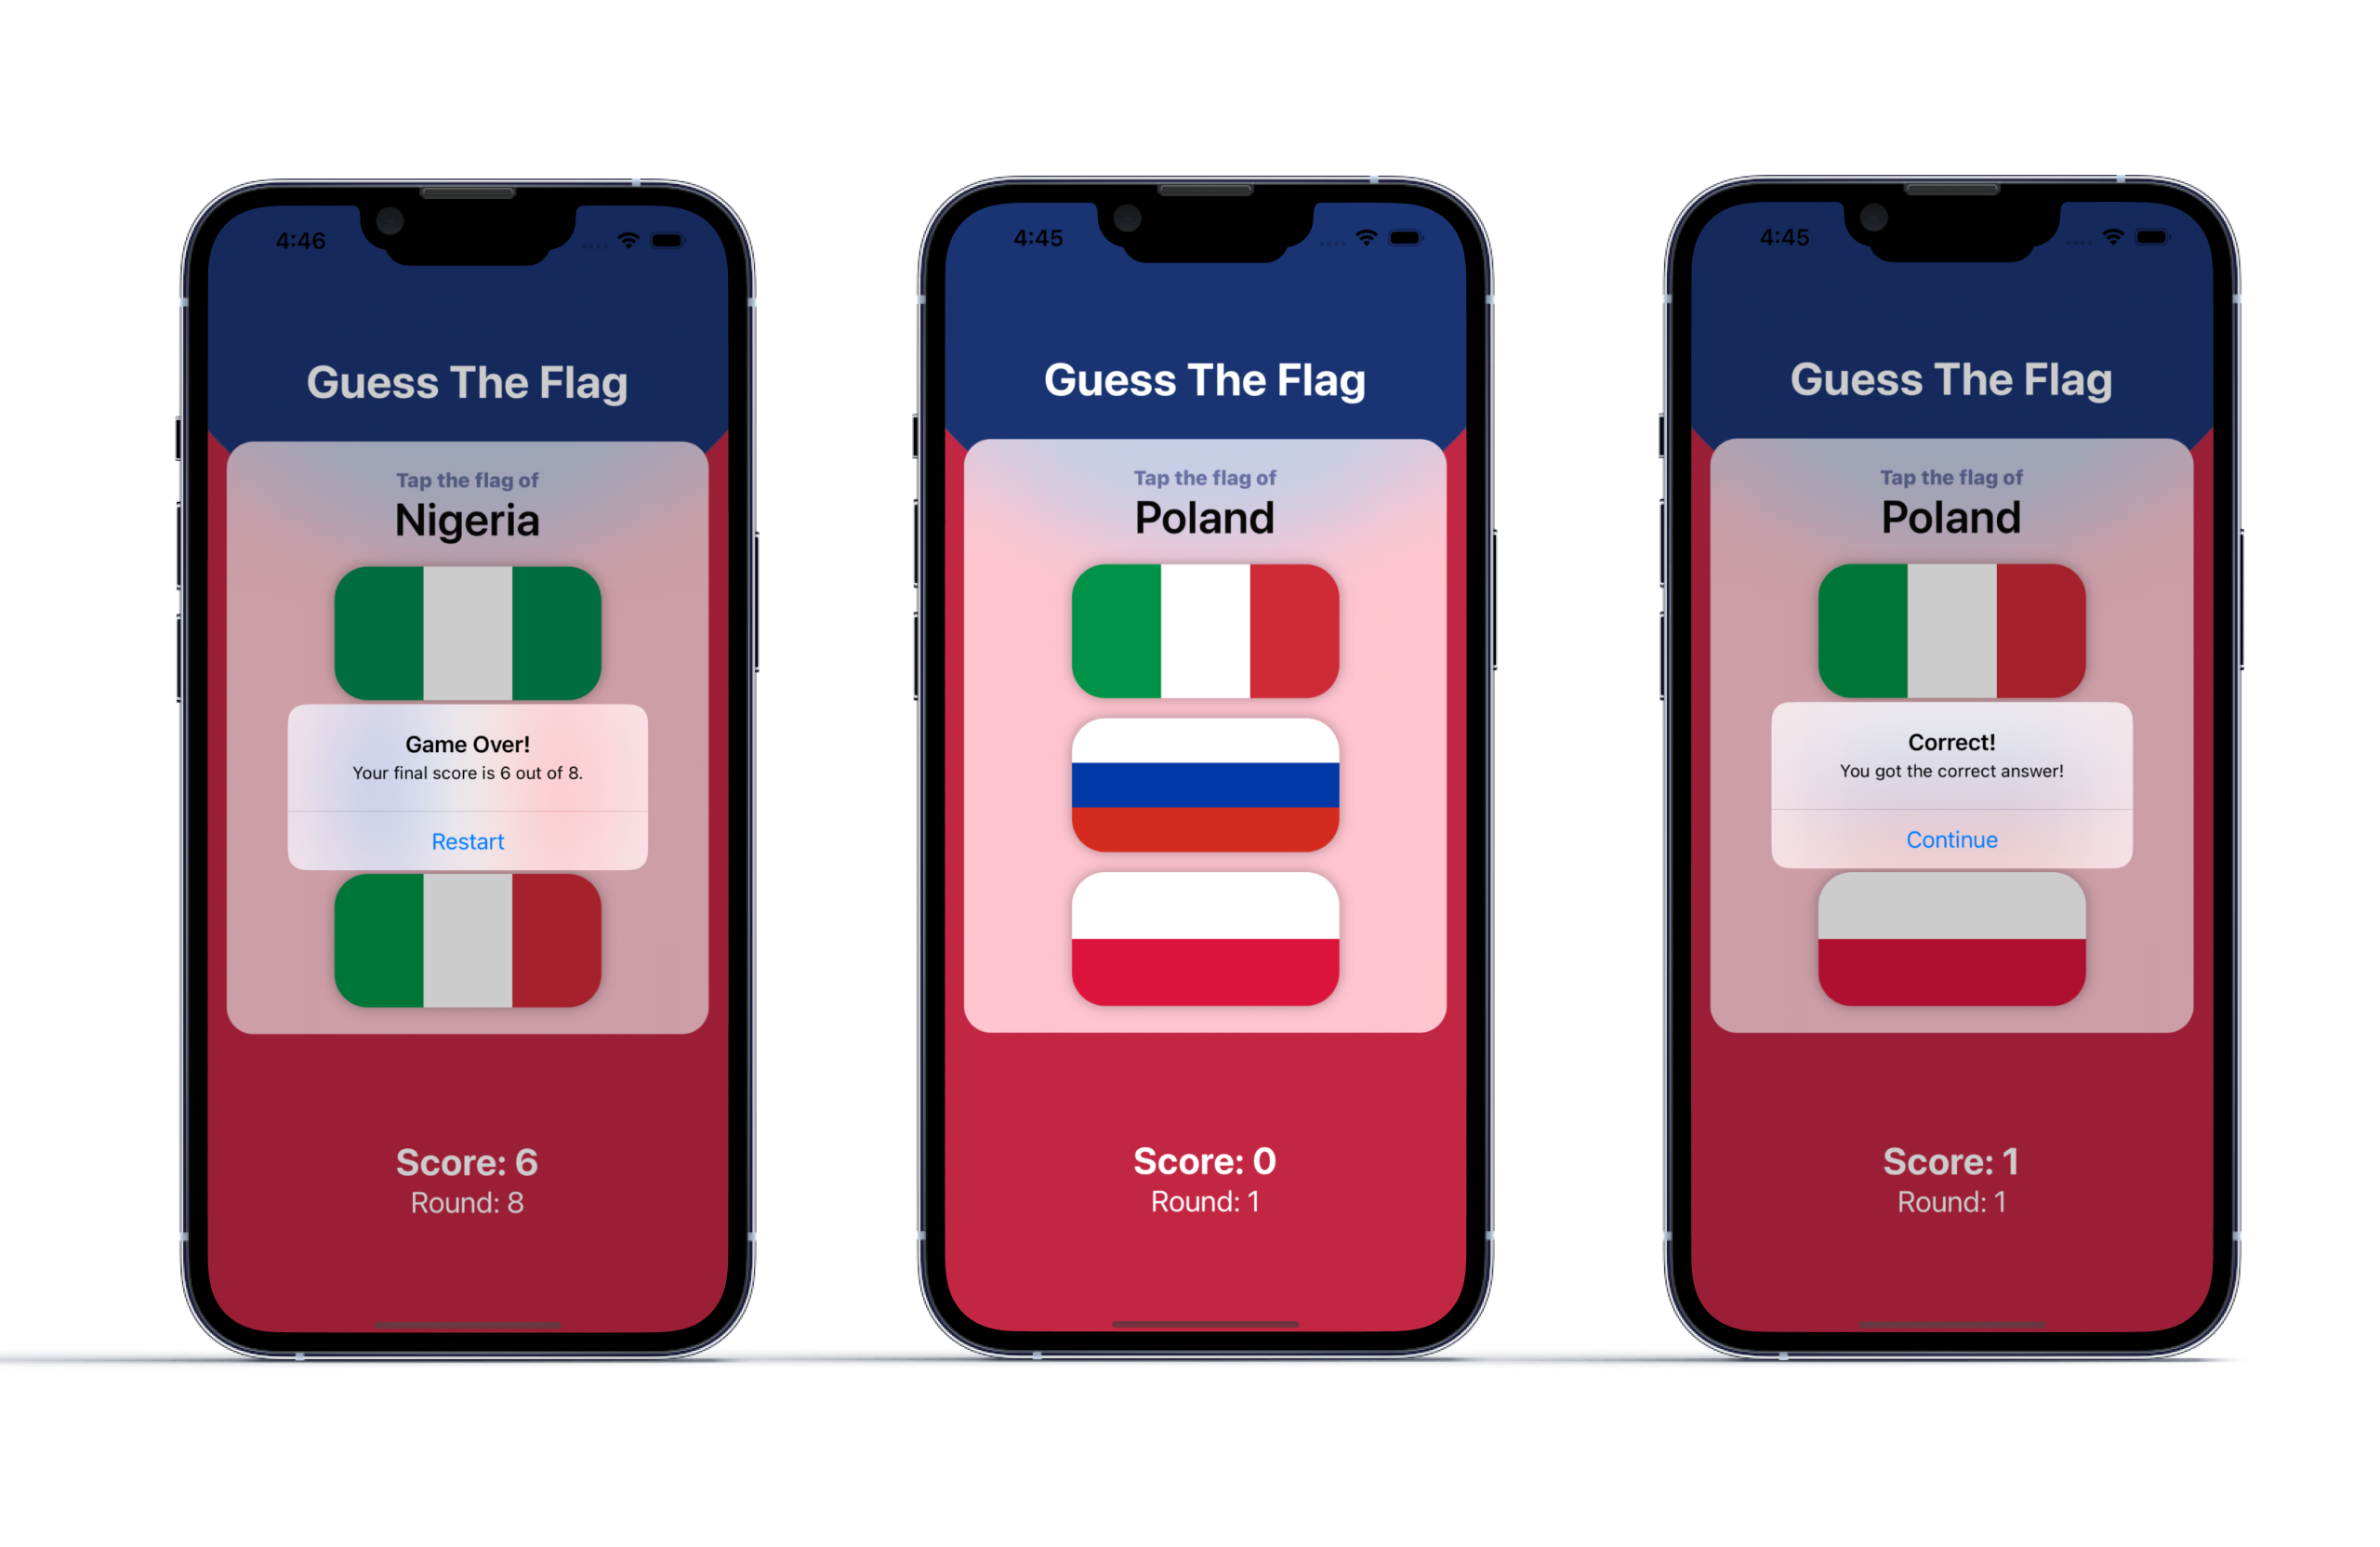 4:46
Guess The Flag
Tap the flag of
Nigeria
Game Over!
Your final score is 6 out of 8.
Restart
Score: 6
Round: 8
4:45
Guess The Flag
Tap the flag of
Poland
Score: 0
Round: 1
4:45
Guess The Flag
Tap the flag of
Poland
Correct!
You got the correct answer!
Continue
Score: 1
Round: 1